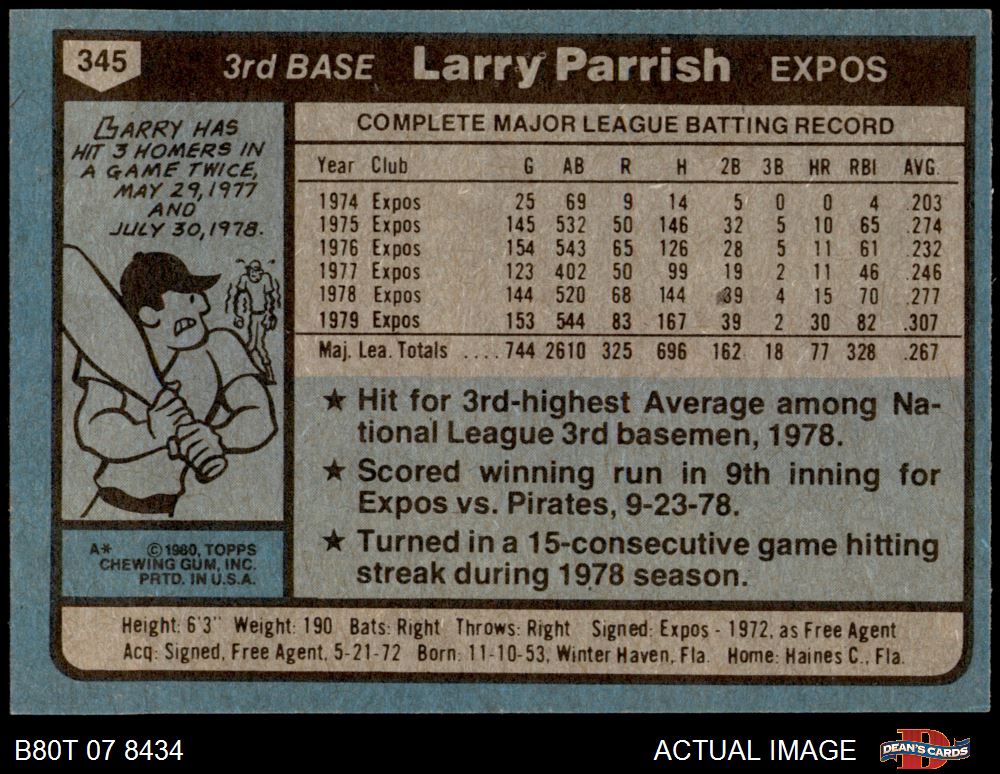 345 3rd BASE Larry Parrish EXPOS
LARRY HAS
HIT 3 HOMERS IN
A GAME TWICE,
MAY 29, 1977
AND
JULY 30, 1978.
A* © 1980, TOPPS
CHEWING GUM, INC.
PRTD. IN U.S.A.
COMPLETE MAJOR LEAGUE BATTING RECORD
Year Club G AB R H 2B 3B HR RBI AVG.
1974 Expos 25 69 9 14 5 0 0 4 .203
1975 Expos 145 532 50 146 32 5 10 65 .274
1976 Expos 154 543 65 126 28 5 11 61 .232
1977 Expos 123 402 50 99 19 2 11 46 .246
1978 Expos 144 520 68 144 39 4 15 70 .277
1979 Expos 153 544 83 167 39 2 30 82 .307
Maj. Lea. Totals .... 744 2610 325 696 162 18 77 328 .267
★ Hit for 3rd-highest Average among Na-
tional League 3rd basemen, 1978.
★ Scored winning run in 9th inning for
Expos vs. Pirates, 9-23-78.
★ Turned in a 15-consecutive game hitting
streak during 1978 season.
Height: 6'3" Weight: 190 Bats: Right Throws: Right Signed: Expos - 1972, as Free Agent
Acq: Signed, Free Agent, 5-21-72 Born: 11-10-53, Winter Haven, Fla. Home: Haines C., Fla.
B80T 07 8434 ACTUAL IMAGE DEAN'S CARDS